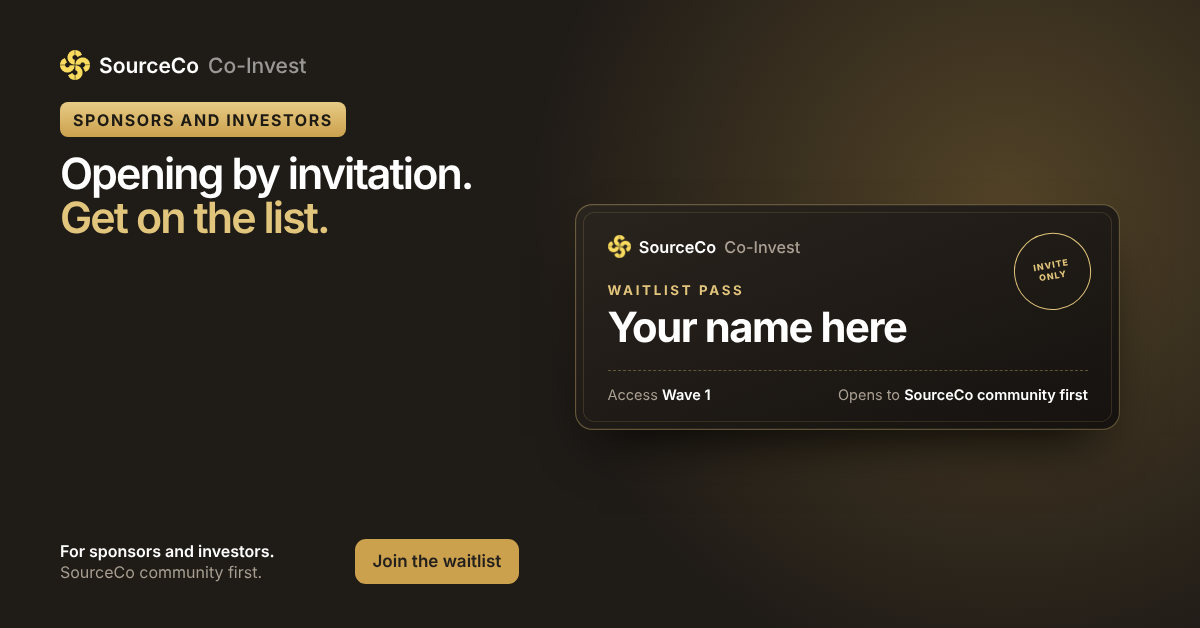 SourceCo Co-Invest
SPONSORS AND INVESTORS
Opening by invitation.
Get on the list.
SourceCo Co-Invest
INVITE
ONLY
WAITLIST PASS
Your name here
Access Wave 1
Opens to SourceCo community first
For sponsors and investors.
SourceCo community first.
Join the waitlist